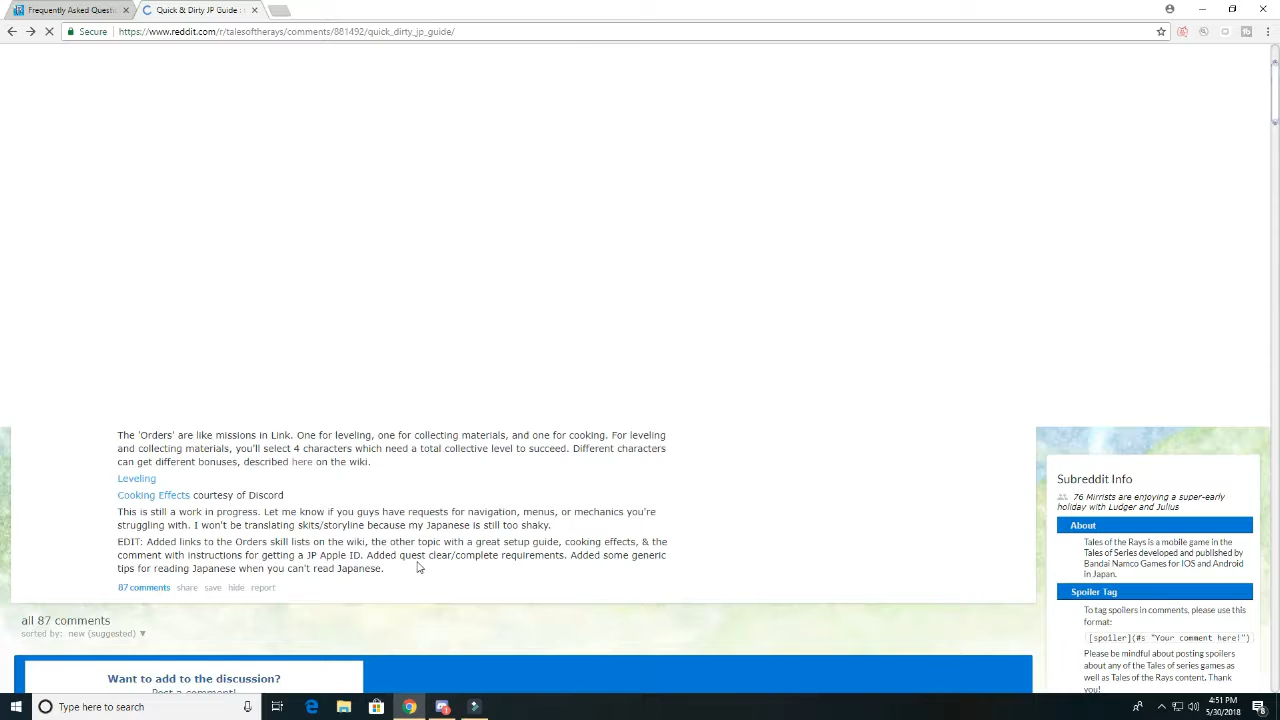 Frequently Asked Questi
Quick & Dirty JP Guide :
Secure
https://www.reddit.com/r/talesoftherays/comments/881492/quick_dirty_jp_guide/
The 'Orders' are like missions in Link. One for leveling, one for collecting materials, and one for cooking. For leveling
and collecting materials, you'll select 4 characters which need a total collective level to succeed. Different characters
can get different bonuses, described here on the wiki.
Leveling
Cooking Effects courtesy of Discord
This is still a work in progress. Let me know if you guys have requests for navigation, menus, or mechanics you're
struggling with. I won't be translating skits/storyline because my Japanese is still too shaky.
EDIT: Added links to the Orders skill lists on the wiki, the other topic with a great setup guide, cooking effects, & the
comment with instructions for getting a JP Apple ID. Added quest clear/complete requirements. Added some generic
tips for reading Japanese when you can't read Japanese.
87 comments share save hide report
all 87 comments
sorted by: new (suggested) ▼
Want to add to the discussion?
Post a comment!
Subreddit Info
76 Mirrists are enjoying a super-early
holiday with Ludger and Julius
About
Tales of the Rays is a mobile game in the
Tales of Series developed and published by
Bandai Namco Games for IOS and Android
in Japan.
Spoiler Tag
To tag spoilers in comments, please use this
format:
[spoiler](#s "Your comment here!")
Please be mindful about posting spoilers
about any of the Tales of series games as
well as Tales of the Rays content. Thank
you!
Type here to search
4:51 PM
5/30/2018